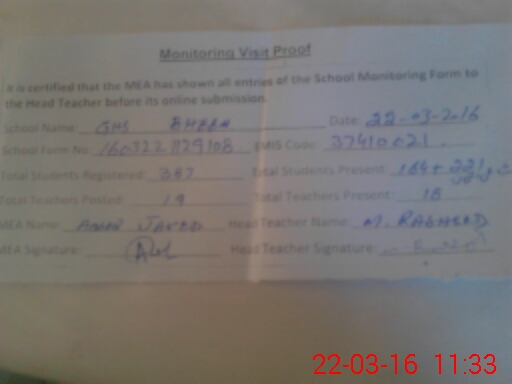 Monitoring Visit Proof
It is certified that the MEA has shown all entries of the School Monitoring Form to
the Head Teacher before its online submission.
School Name: GHS Date: 22-03-2016
School Form No: EMIS Code: 37410021
Total Students Registered: 387 Total Students Present: 164+
Total Teachers Posted: 19 Total Teachers Present: 18
MEA Name: JAVED Head Teacher Name: M. RASHEED
MEA Signature: Head Teacher Signature:
22-03-16 11:33